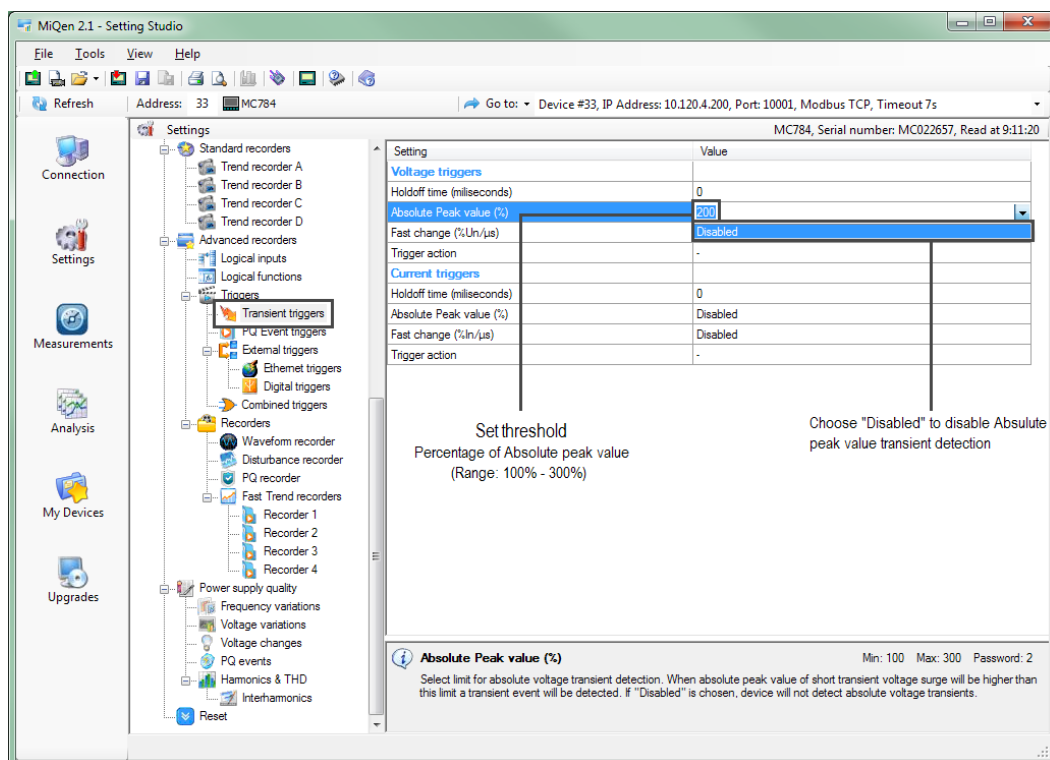 MiQen 2.1 - Setting Studio
File Tools View Help
Refresh Address: 33 MC784 Go to: Device #33, IP Address: 10.120.4.200, Port: 10001, Modbus TCP, Timeout 7s
Settings MC784, Serial number: MC022657, Read at 9:11:20
Connection
Settings
Measurements
Analysis
My Devices
Upgrades
Standard recorders
Trend recorder A
Trend recorder B
Trend recorder C
Trend recorder D
Advanced recorders
Logical inputs
Logical functions
Triggers
Transient triggers
PQ Event triggers
External triggers
Ethernet triggers
Digital triggers
Combined triggers
Recorders
Waveform recorder
Disturbance recorder
PQ recorder
Fast Trend recorders
Recorder 1
Recorder 2
Recorder 3
Recorder 4
Power supply quality
Frequency variations
Voltage variations
Voltage changes
PQ events
Harmonics & THD
Interharmonics
Reset
Setting Value
Voltage triggers
Holdoff time (miliseconds) 0
Absolute Peak value (%) 200
Fast change (%Un/µs) Disabled
Trigger action -
Current triggers
Holdoff time (miliseconds) 0
Absolute Peak value (%) Disabled
Fast change (%In/µs) Disabled
Trigger action -
Set threshold
Percentage of Absolute peak value
(Range: 100% - 300%)
Choose "Disabled" to disable Absolute
peak value transient detection
Absolute Peak value (%) Min: 100 Max: 300 Password: 2
Select limit for absolute voltage transient detection. When absolute peak value of short transient voltage surge will be higher than
this limit a transient event will be detected. If "Disabled" is chosen, device will not detect absolute voltage transients.